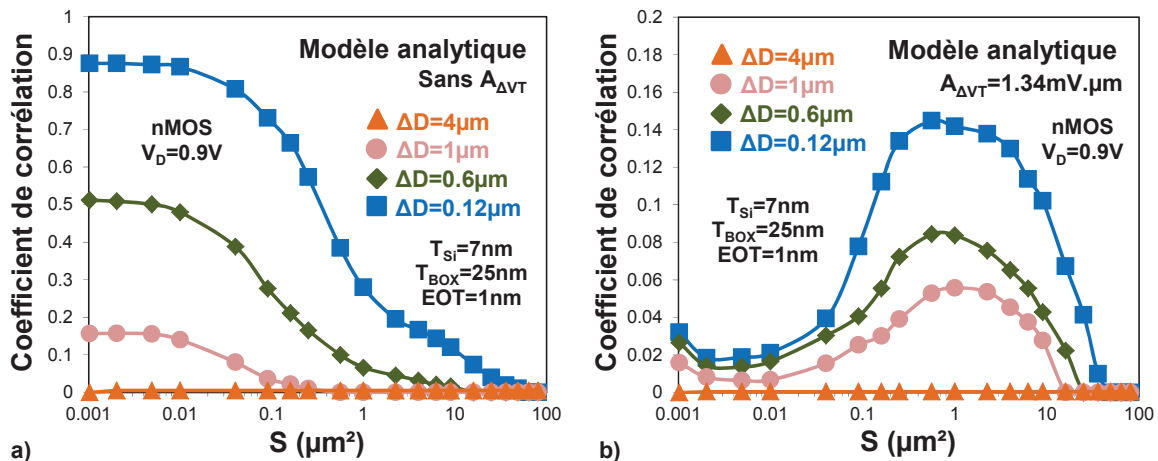 Coefficient de corrélation
1
0.9
0.8
0.7
0.6
0.5
0.4
0.3
0.2
0.1
0
Modèle analytique
Sans AΔVT
nMOS
VD=0.9V
ΔD=4µm
ΔD=1µm
ΔD=0.6µm
ΔD=0.12µm
TSi=7nm
TBOX=25nm
EOT=1nm
0.001 0.01 0.1 1 10 100
S (µm²)
a)
Coefficient de corrélation
0.2
0.18
0.16
0.14
0.12
0.1
0.08
0.06
0.04
0.02
0
Modèle analytique
ΔD=4µm
ΔD=1µm
ΔD=0.6µm
ΔD=0.12µm
AΔVT=1.34mV.µm
nMOS
VD=0.9V
TSi=7nm
TBOX=25nm
EOT=1nm
0.001 0.01 0.1 1 10 100
S (µm²)
b)